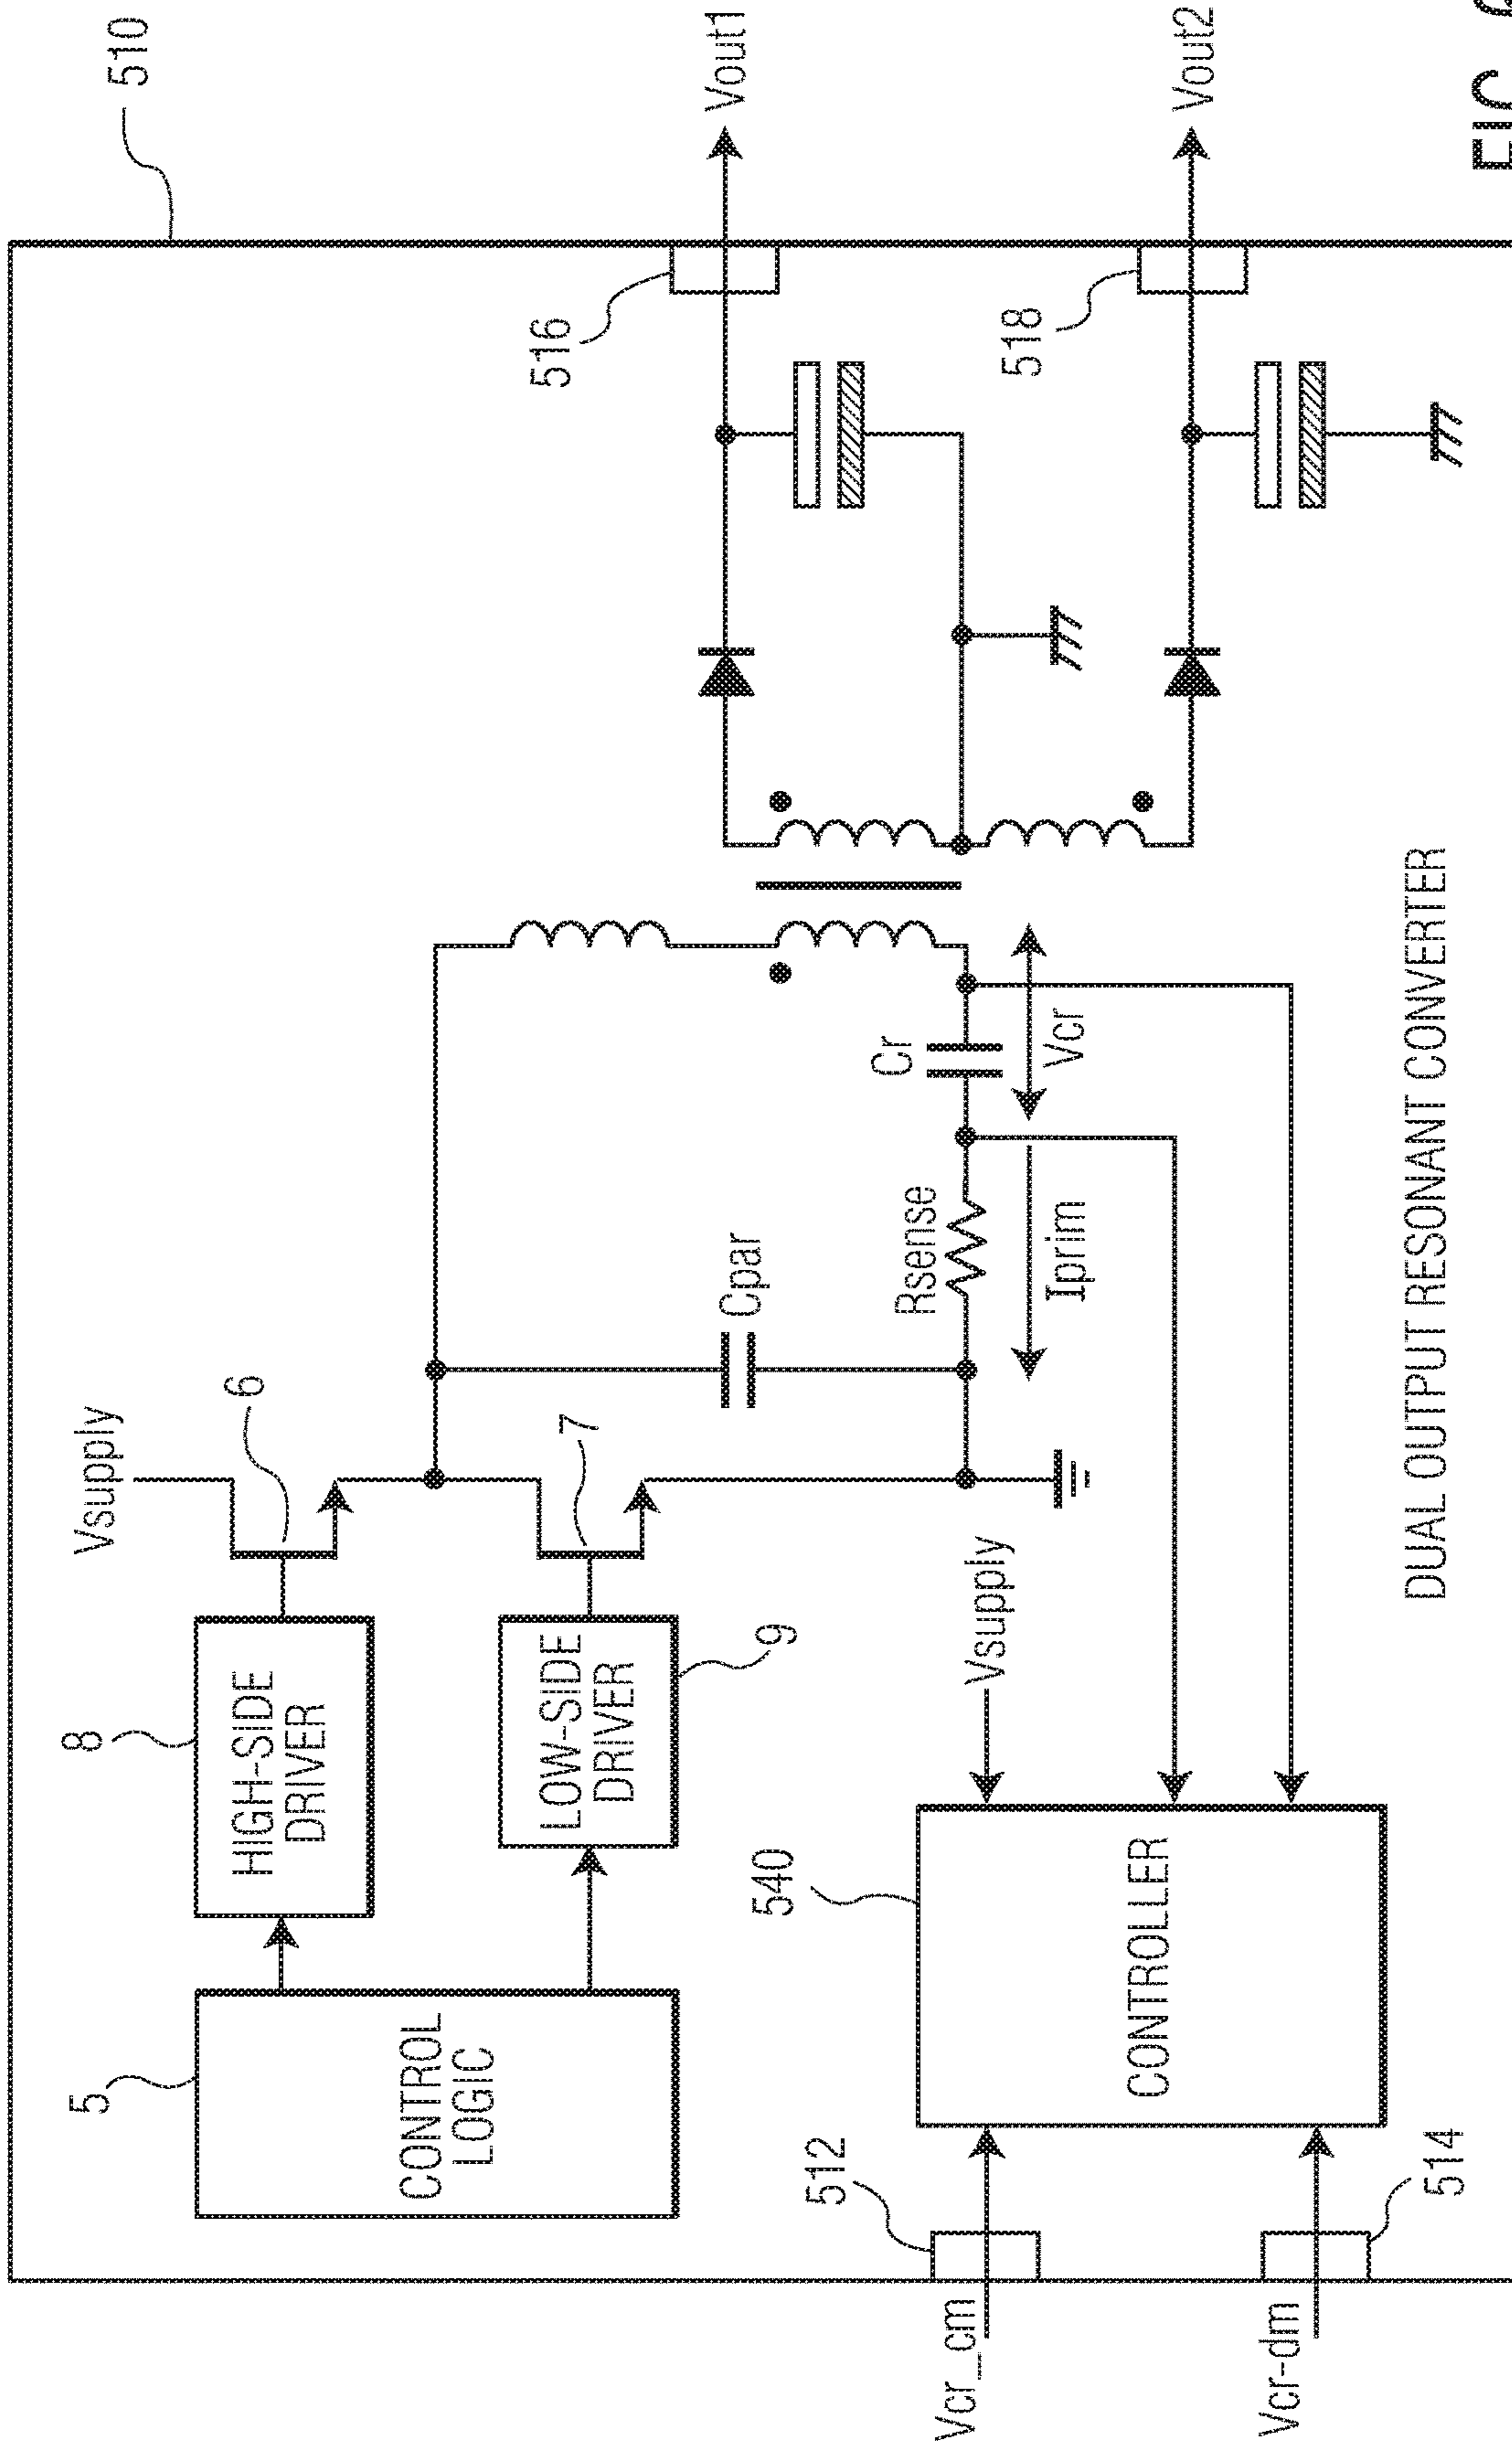 510
Vsupply
6
8
HIGH-SIDE
DRIVER
5
CONTROL
LOGIC
7
LOW-SIDE
DRIVER
9
Cpar
516
Vout1
Rsense
Cr
Iprim
Vcr
518
Vout2
Vsupply
540
CONTROLLER
512
Vcr_cm
Vcr-dm
514
DUAL OUTPUT RESONANT CONVERTER
FIG.